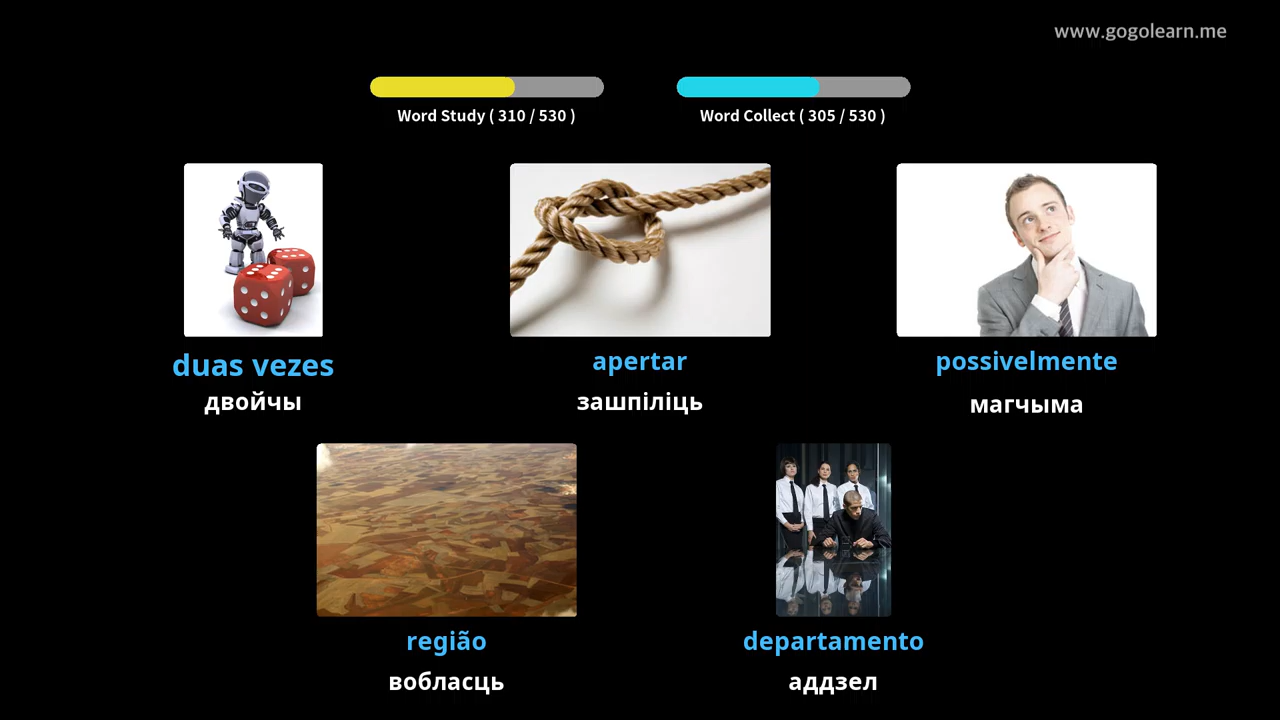 www.gogolearn.me
Word Study ( 310 / 530 )
Word Collect ( 305 / 530 )
duas vezes
двойчы
apertar
зашпіліць
possivelmente
магчыма
região
вобласць
departamento
аддзел